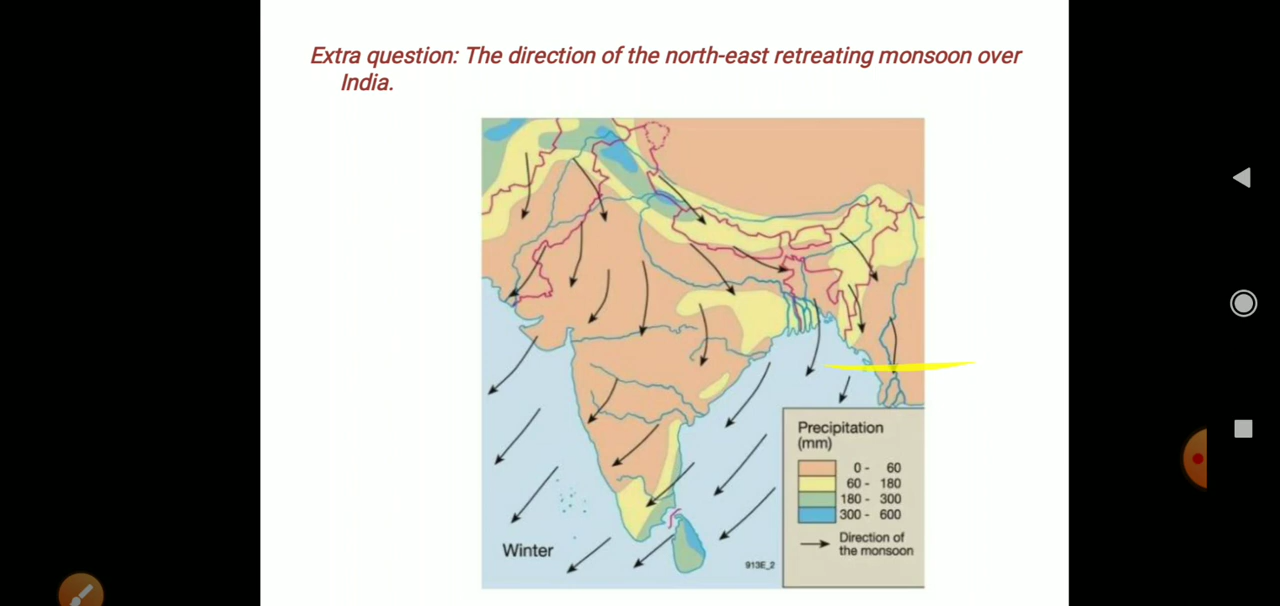 Extra question: The direction of the north-east retreating monsoon over
India.
Precipitation
(mm)
0 - 60
60 - 180
180 - 300
300 - 600
Direction of
the monsoon
Winter
913E_2